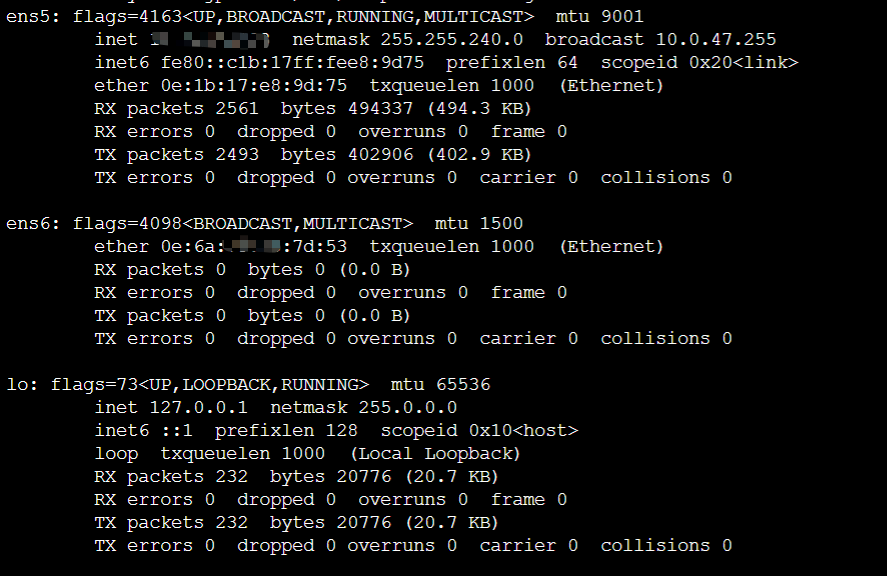 ens5: flags=4163<UP,BROADCAST,RUNNING,MULTICAST>  mtu 9001
inet netmask 255.255.240.0  broadcast 10.0.47.255
inet6 fe80::c1b:17ff:fee8:9d75  prefixlen 64  scopeid 0x20<link>
ether 0e:1b:17:e8:9d:75  txqueuelen 1000  (Ethernet)
RX packets 2561  bytes 494337 (494.3 KB)
RX errors 0  dropped 0  overruns 0  frame 0
TX packets 2493  bytes 402906 (402.9 KB)
TX errors 0  dropped 0 overruns 0  carrier 0  collisions 0
ens6: flags=4098<BROADCAST,MULTICAST>  mtu 1500
ether 0e:6a: :7d:53  txqueuelen 1000  (Ethernet)
RX packets 0  bytes 0 (0.0 B)
RX errors 0  dropped 0  overruns 0  frame 0
TX packets 0  bytes 0 (0.0 B)
TX errors 0  dropped 0 overruns 0  carrier 0  collisions 0
lo: flags=73<UP,LOOPBACK,RUNNING>  mtu 65536
inet 127.0.0.1  netmask 255.0.0.0
inet6 ::1  prefixlen 128  scopeid 0x10<host>
loop  txqueuelen 1000  (Local Loopback)
RX packets 232  bytes 20776 (20.7 KB)
RX errors 0  dropped 0  overruns 0  frame 0
TX packets 232  bytes 20776 (20.7 KB)
TX errors 0  dropped 0 overruns 0  carrier 0  collisions 0